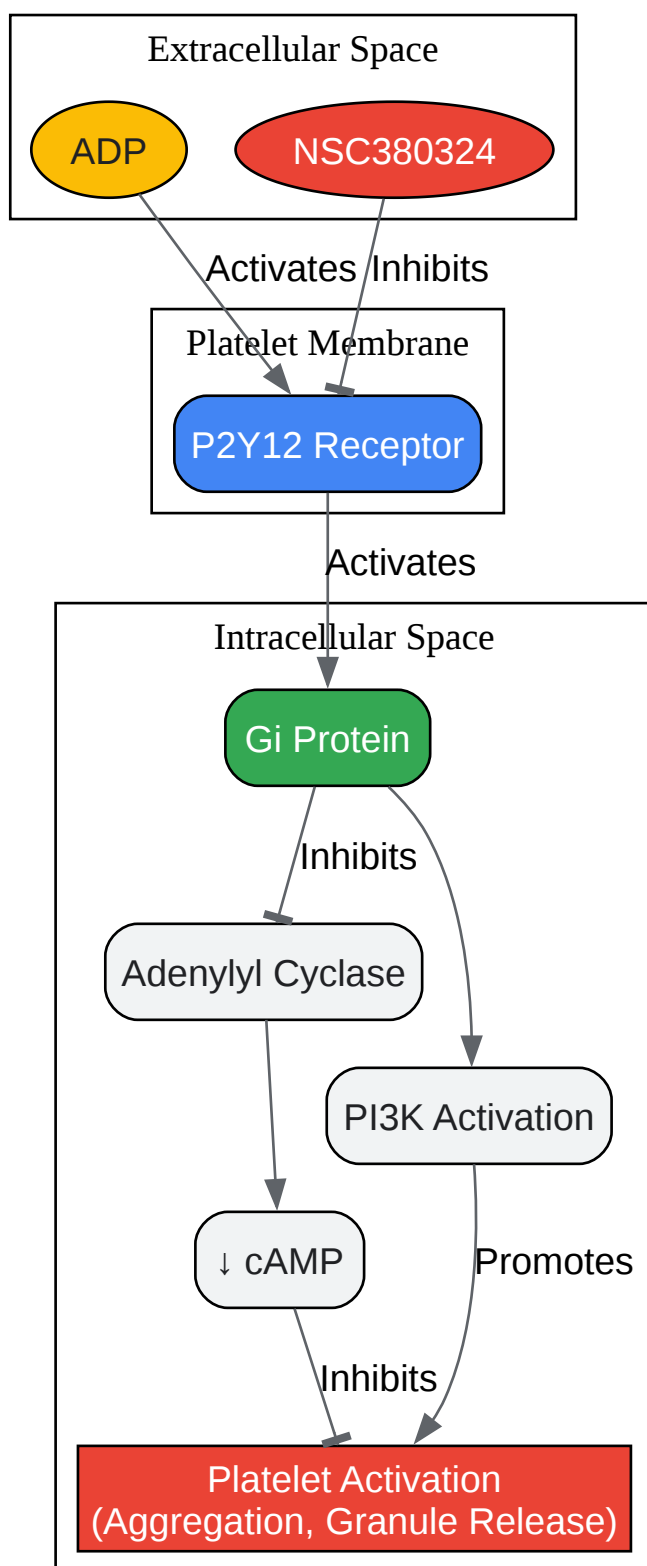 Extracellular Space
ADP
NSC380324
Activates
Inhibits
Platelet Membrane
P2Y12 Receptor
Activates
Intracellular Space
Gi Protein
Inhibits
Adenylyl Cyclase
PI3K Activation
↓ cAMP
Promotes
Inhibits
Platelet Activation
(Aggregation, Granule Release)